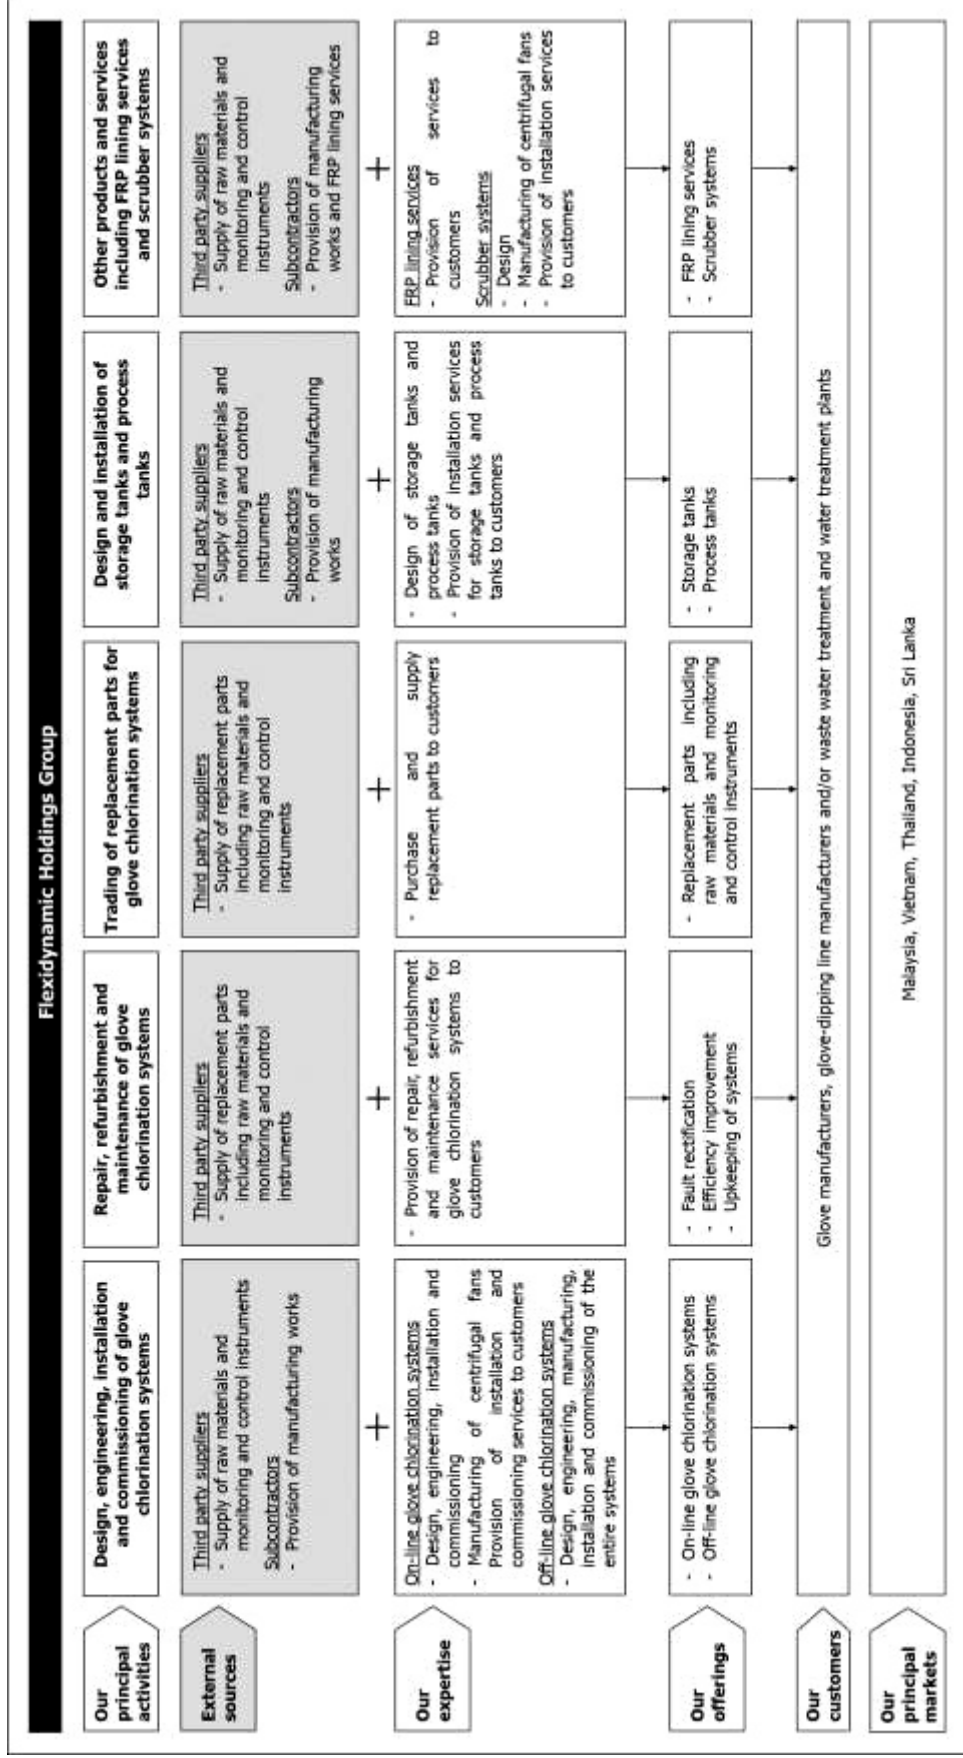 Flexidynamic Holdings Group
Our
principal
activities
Design, engineering, installation
and commissioning of glove
chlorination systems
Repair, refurbishment and
maintenance of glove
chlorination systems
Trading of replacement parts for
glove chlorination systems
Design and installation of
storage tanks and process
tanks
Other products and services
including FRP lining services
and scrubber systems
External
sources
Third party suppliers
- Supply of raw materials and
monitoring and control instruments
Subcontractors
- Provision of manufacturing works
Third party suppliers
- Supply of replacement parts
including raw materials and
monitoring and control
instruments
Third party suppliers
- Supply of replacement parts
including raw materials and
monitoring and control
instruments
Third party suppliers
- Supply of raw materials and
monitoring and control
instruments
Subcontractors
- Provision of manufacturing
works
Third party suppliers
- Supply of raw materials and
monitoring and control
instruments
Subcontractors
- Provision of manufacturing
works and FRP lining services
+
+
+
+
+
Our
expertise
On-line glove chlorination systems
- Design, engineering, installation and
commissioning
- Manufacturing of centrifugal fans
Provision of installation and
commissioning services to customers
Off-line glove chlorination systems
- Design, engineering, manufacturing,
installation and commissioning of the
entire systems
- Provision of repair, refurbishment
and maintenance services for
glove chlorination systems to
customers
- Purchase and supply
replacement parts to customers
- Design of storage tanks and
process tanks
- Provision of installation services
for storage tanks and process
tanks to customers
FRP lining services
- Provision of services to
customers
Scrubber systems
- Design
- Manufacturing of centrifugal fans
- Provision of installation services
to customers
Our
offerings
- On-line glove chlorination systems
- Off-line glove chlorination systems
- Fault rectification
- Efficiency improvement
- Upkeeping of systems
- Replacement parts including
raw materials and monitoring
and control instruments
- Storage tanks
- Process tanks
- FRP lining services
- Scrubber systems
Our
customers
Glove manufacturers, glove-dipping line manufacturers and/or waste water treatment and water treatment plants
Our
principal
markets
Malaysia, Vietnam, Thailand, Indonesia, Sri Lanka